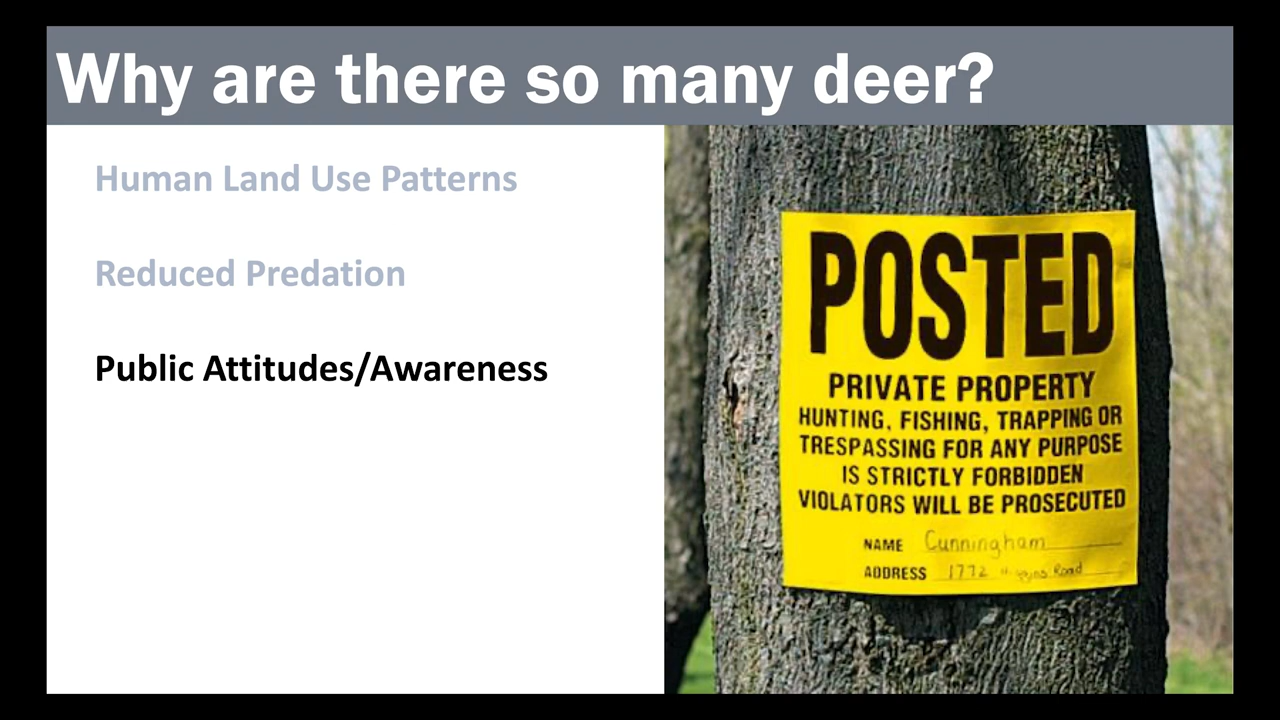 Why are there so many deer?
Human Land Use Patterns
Reduced Predation
Public Attitudes/Awareness
POSTED
PRIVATE PROPERTY
HUNTING, FISHING, TRAPPING OR
TRESPASSING FOR ANY PURPOSE
IS STRICTLY FORBIDDEN
VIOLATORS WILL BE PROSECUTED
NAME Cunningham
ADDRESS 1772 Road